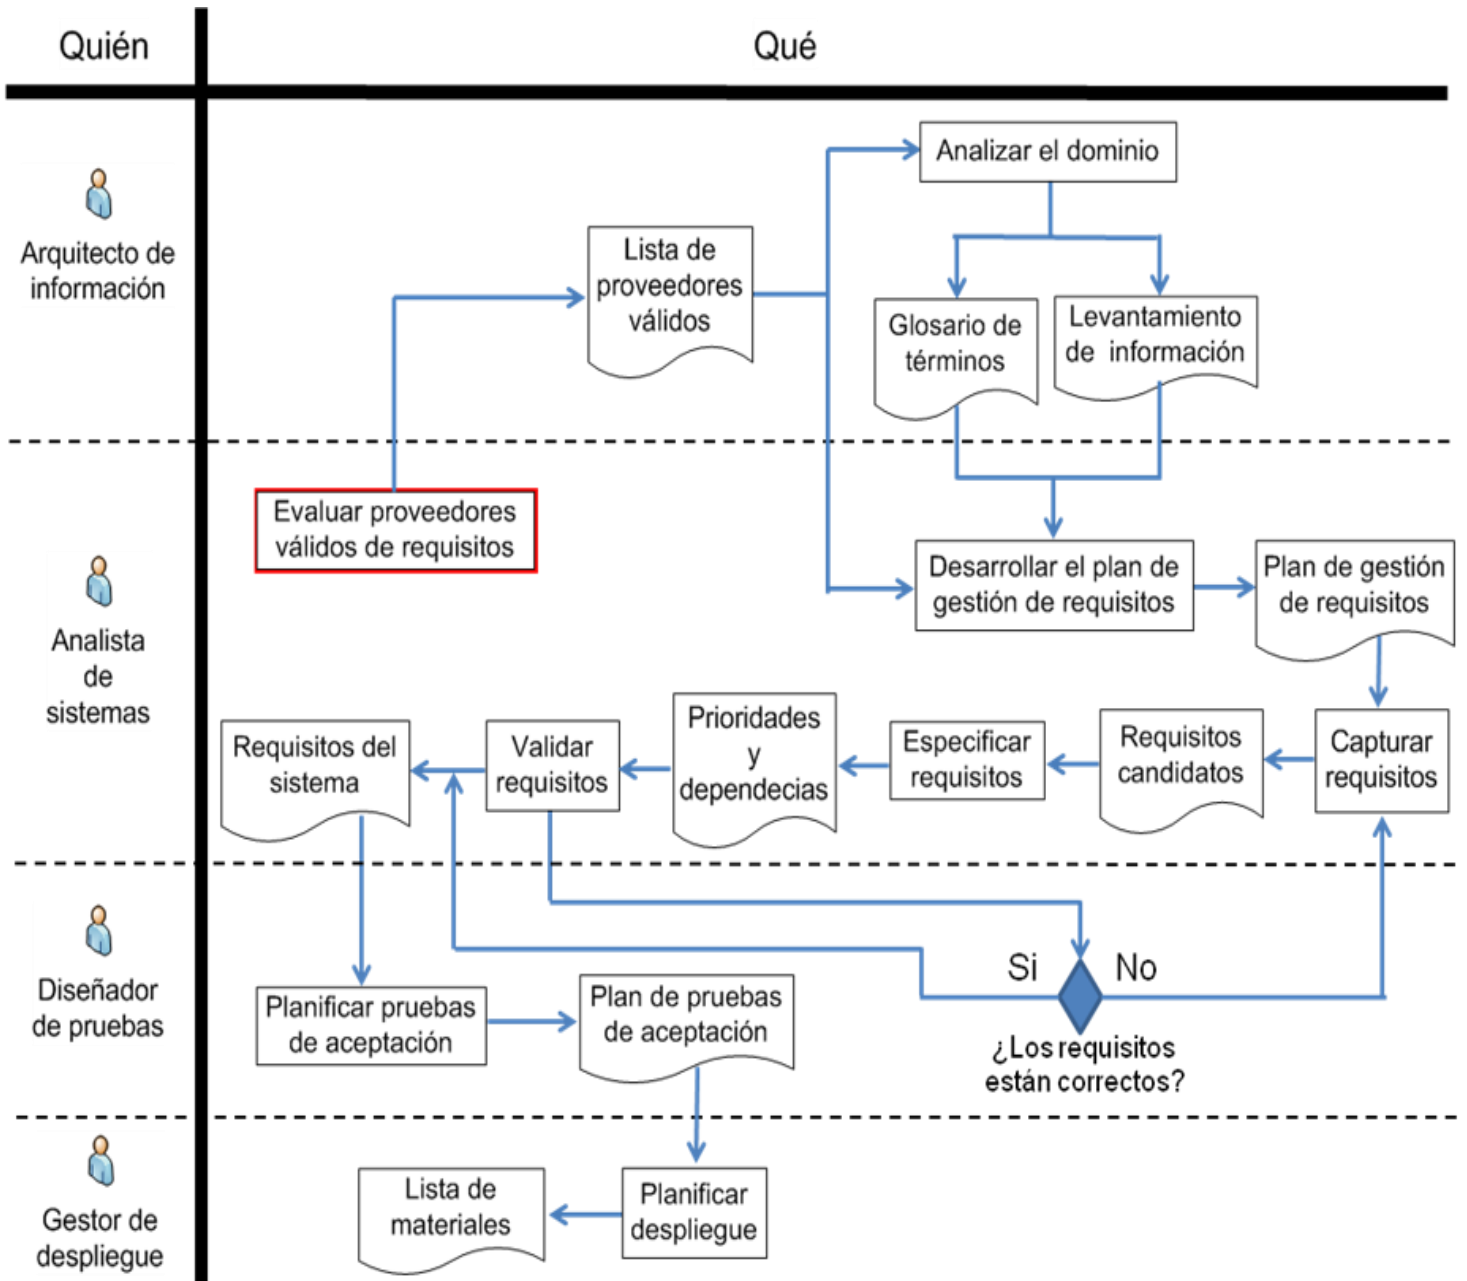 Quién
Qué
Arquitecto de
información
Analizar el dominio
Lista de
proveedores
válidos
Glosario de
términos
Levantamiento
de información
Analista
de
sistemas
Evaluar proveedores
válidos de requisitos
Desarrollar el plan de
gestión de requisitos
Plan de gestión
de requisitos
Requisitos del
sistema
Validar
requisitos
Prioridades
y
dependecias
Especificar
requisitos
Requisitos
candidatos
Capturar
requisitos
Diseñador
de pruebas
Planificar pruebas
de aceptación
Plan de pruebas
de aceptación
Si
No
¿Los requisitos
están correctos?
Gestor de
despliegue
Lista de
materiales
Planificar
despliegue